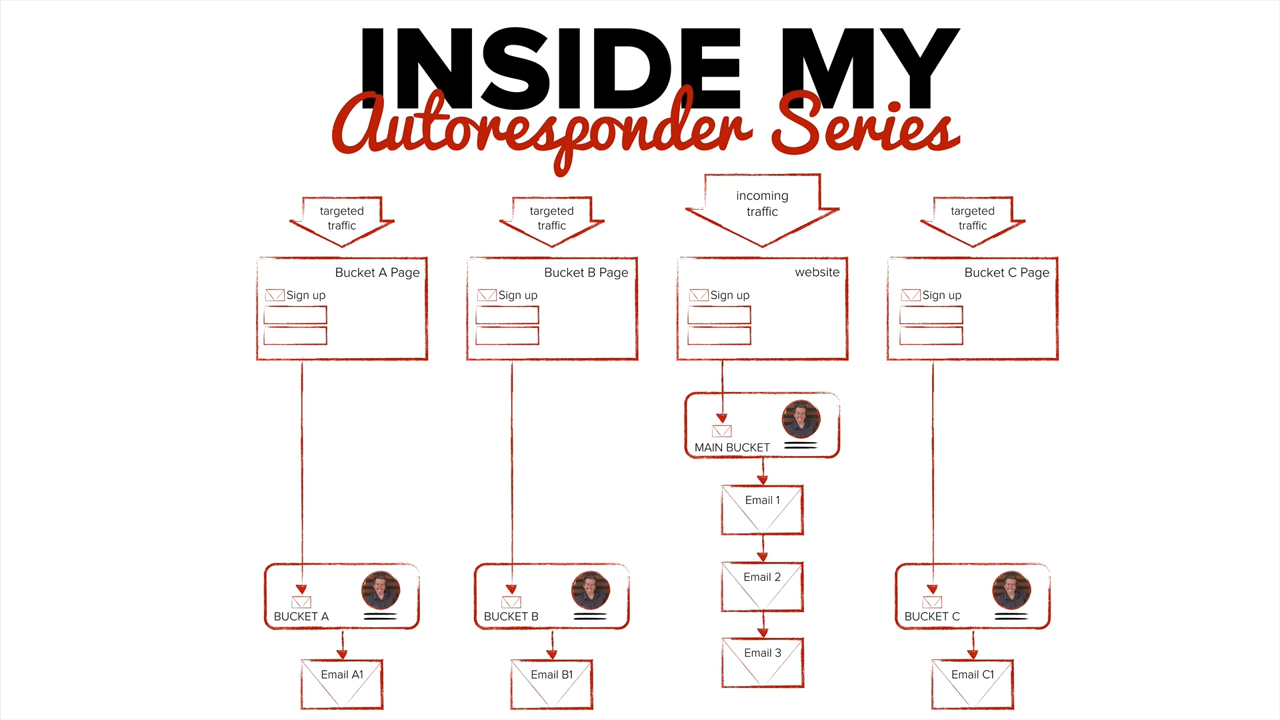 INSIDE MY
Autoresponder Series
targeted
traffic
targeted
traffic
incoming
traffic
targeted
traffic
Bucket A Page
Sign up
Bucket B Page
Sign up
website
Sign up
Bucket C Page
Sign up
MAIN BUCKET
Email 1
Email 2
Email 3
BUCKET A
BUCKET B
BUCKET C
Email A1
Email B1
Email C1